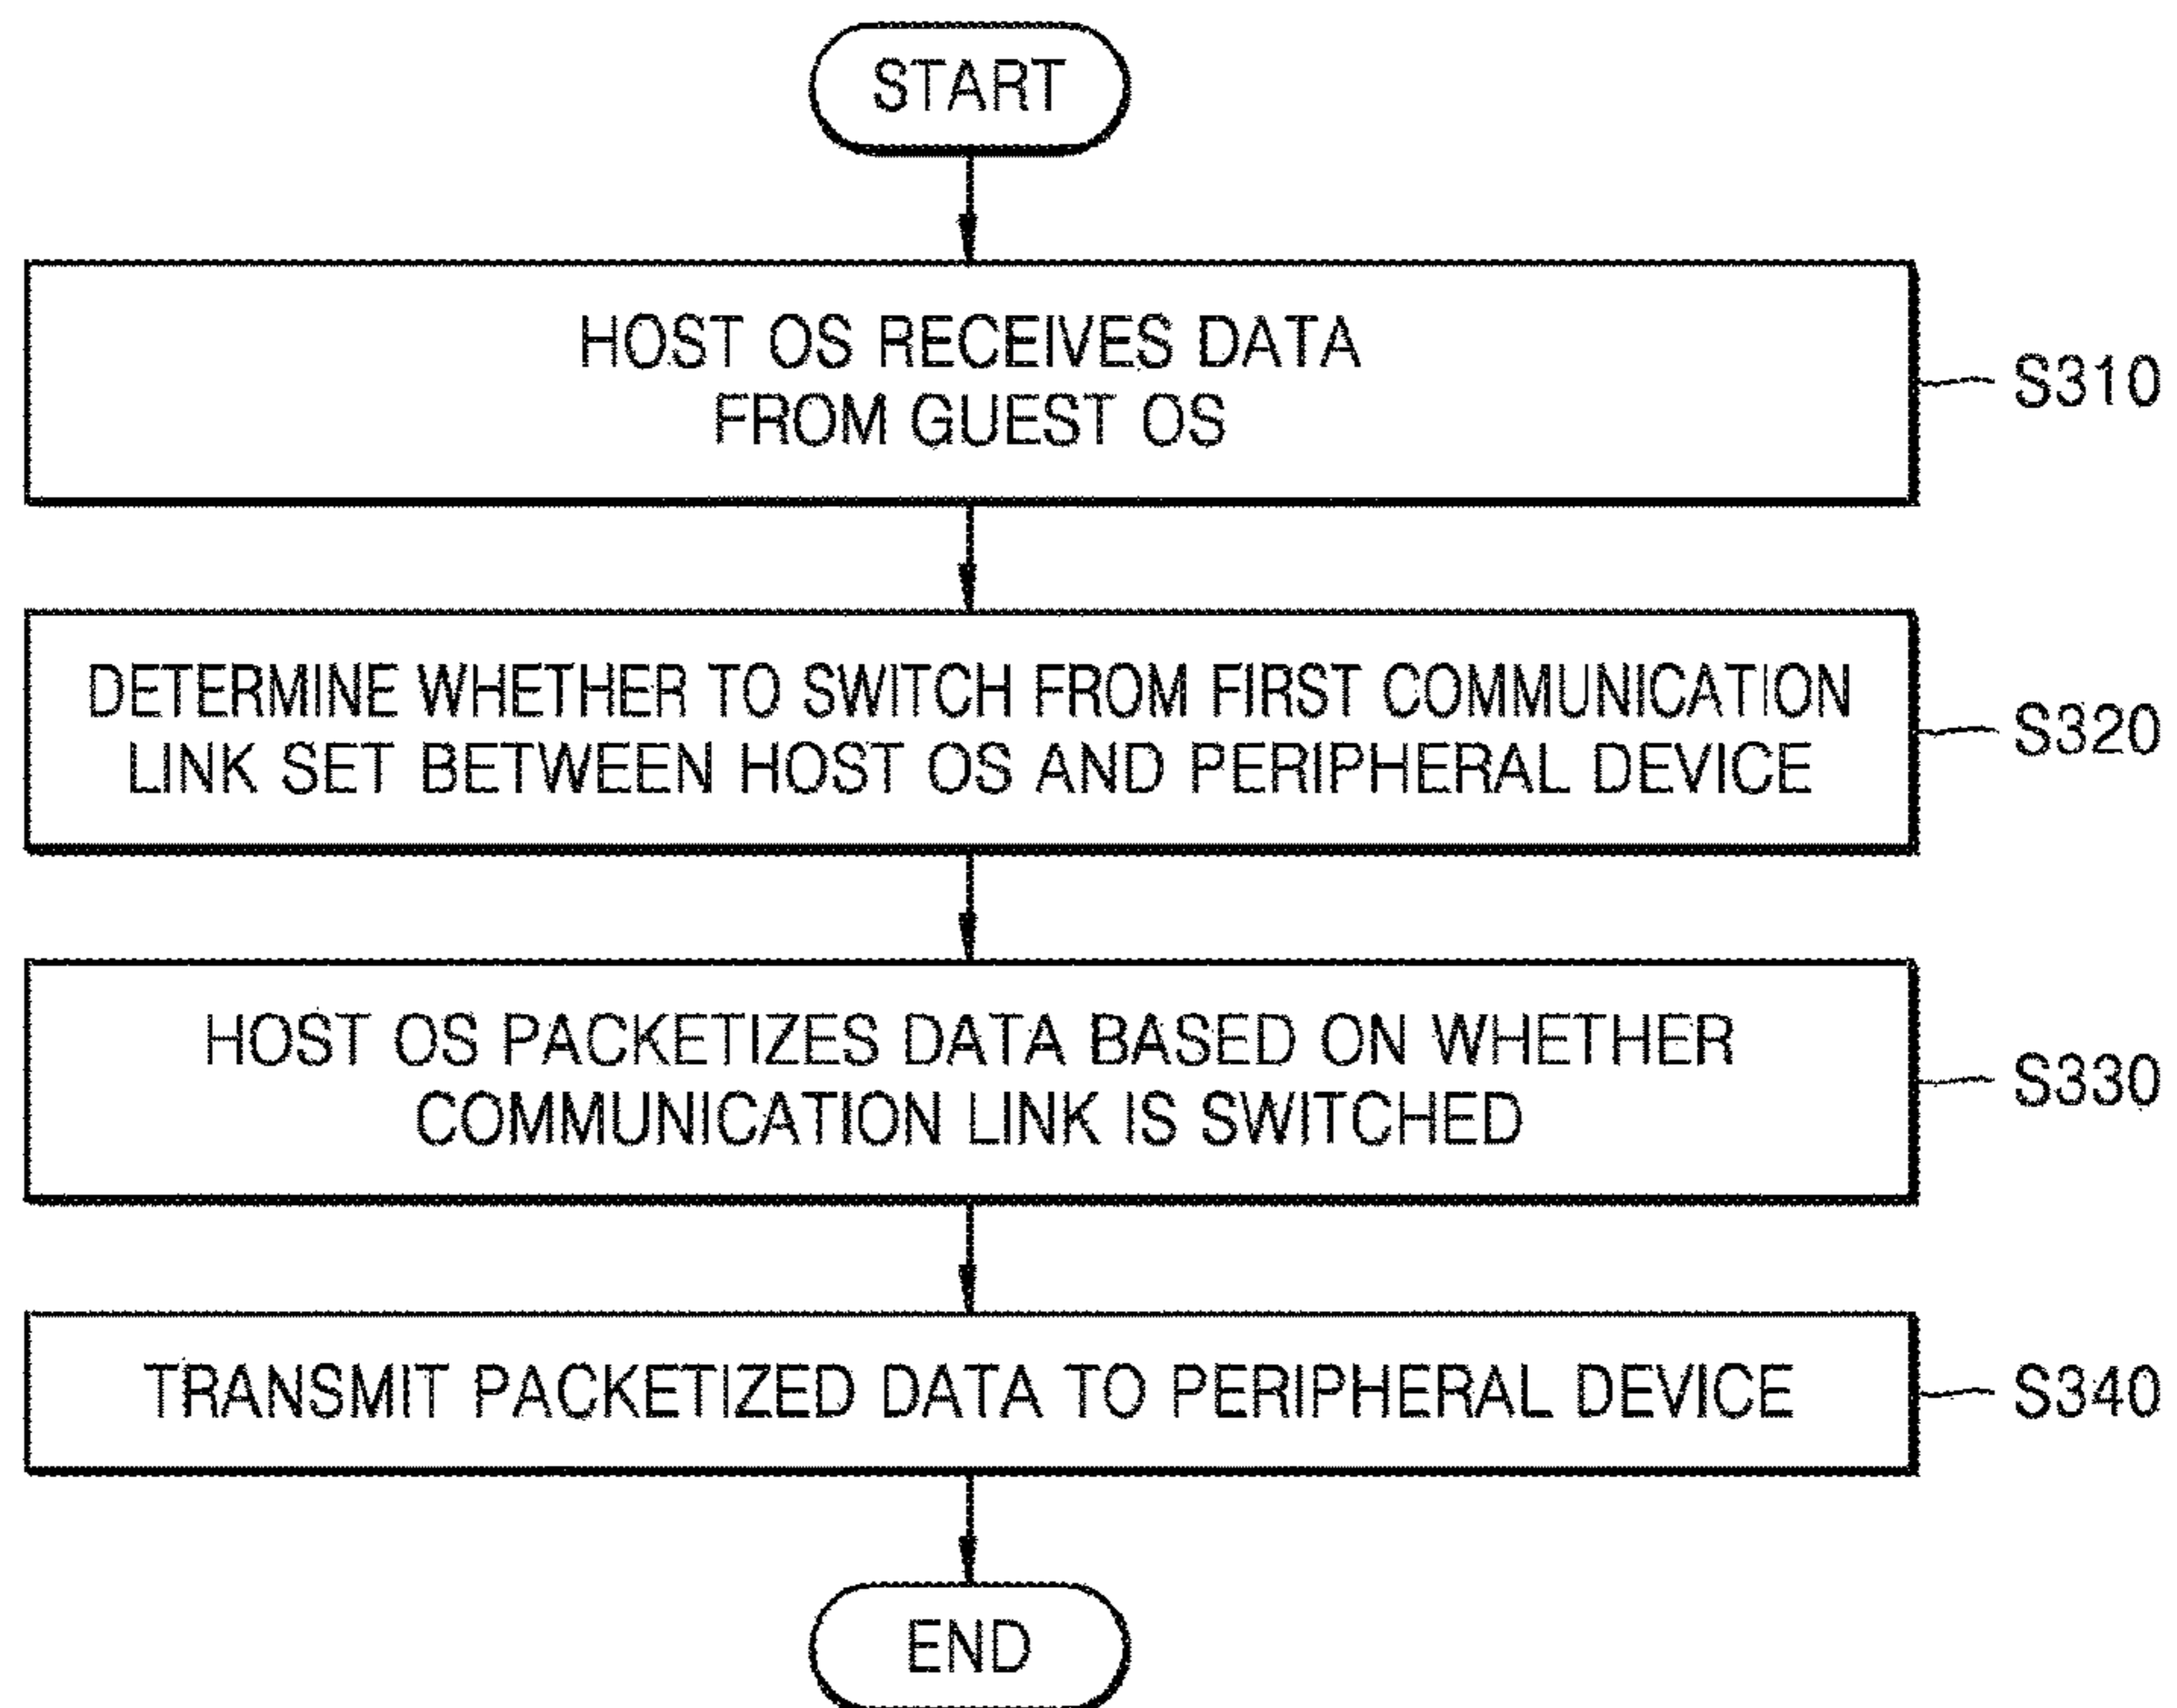 START
HOST OS RECEIVES DATA
FROM GUEST OS
S310
DETERMINE WHETHER TO SWITCH FROM FIRST COMMUNICATION
LINK SET BETWEEN HOST OS AND PERIPHERAL DEVICE
S320
HOST OS PACKETIZES DATA BASED ON WHETHER
COMMUNICATION LINK IS SWITCHED
S330
TRANSMIT PACKETIZED DATA TO PERIPHERAL DEVICE
S340
END